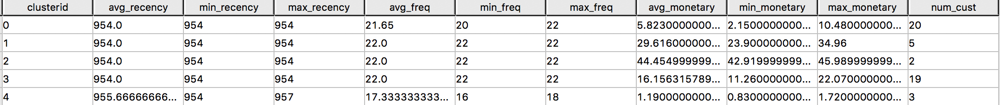 clusterid avg_recency min_recency max_recency avg_freq min_freq max_freq avg_monetary min_monetary max_monetary num_cust
0 954.0 954 954 21.65 20 22 5.8230000000... 2.1500000000... 10.480000000... 20
1 954.0 954 954 22.0 22 22 29.616000000... 23.900000000... 34.96 5
2 954.0 954 954 22.0 22 22 44.454999999... 42.919999999... 45.989999999... 2
3 954.0 954 954 22.0 22 22 16.156315789... 11.260000000... 22.070000000... 19
4 955.66666666... 954 957 17.333333333... 16 18 1.1900000000... 0.8300000000... 1.7200000000... 3